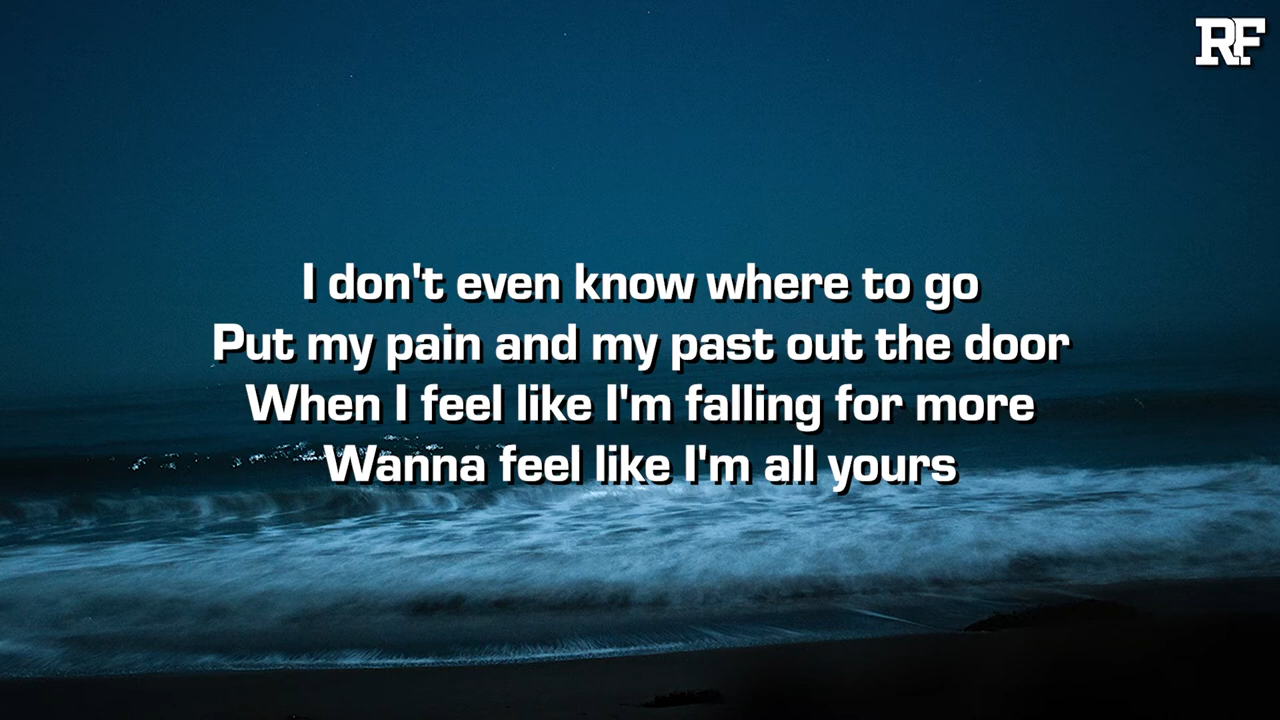 RF
I don't even know where to go
Put my pain and my past out the door
When I feel like I'm falling for more
Wanna feel like I'm all yours